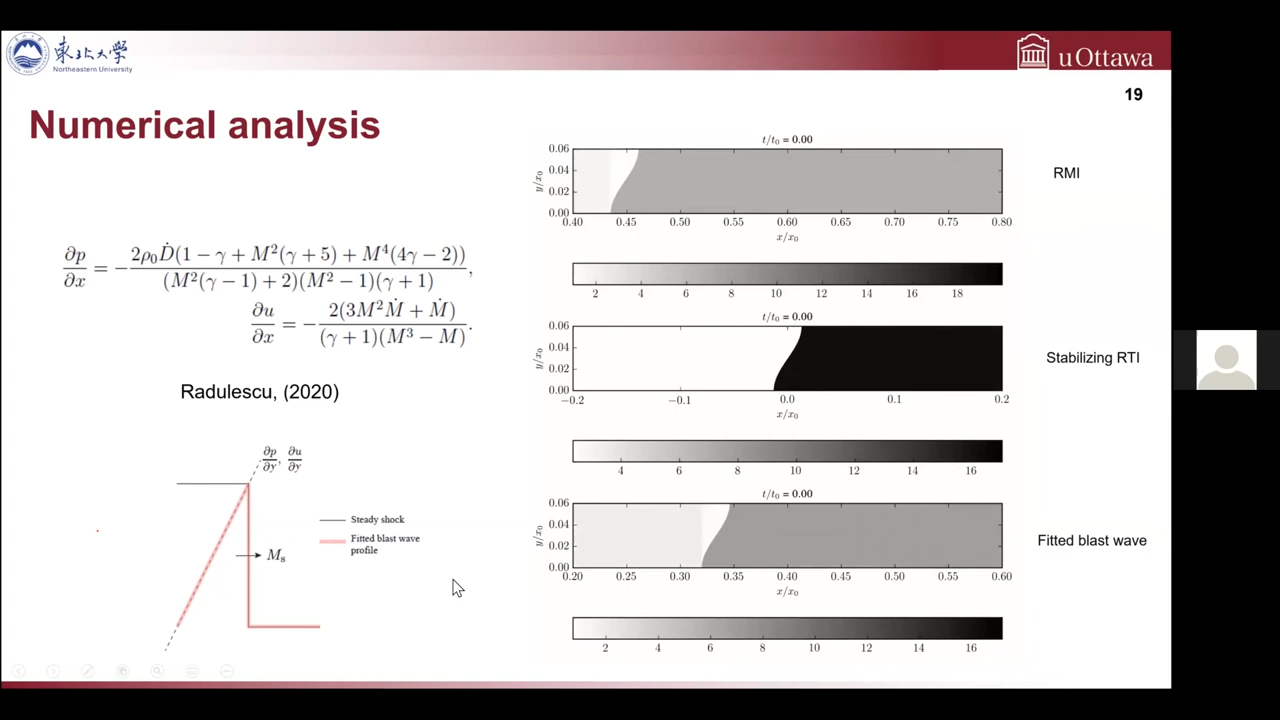 東北大学
Northeastern University
uOttawa
19
Numerical analysis
∂p/∂x = − 2ρ₀Ḋ(1 − γ + M²(γ + 5) + M⁴(4γ − 2)) / (M²(γ − 1) + 2)(M² − 1)(γ + 1),
∂u/∂x = − 2(3M²Ṁ + Ṁ) / (γ + 1)(M³ − M).
Radulescu, (2020)
∂p/∂y, ∂u/∂y
Steady shock
Fitted blast wave
profile
Mₛ
t/t₀ = 0.00
0.06
0.04
0.02
0.00
y/x₀
0.40 0.45 0.50 0.55 0.60 0.65 0.70 0.75 0.80
x/x₀
2 4 6 8 10 12 14 16 18
RMI
t/t₀ = 0.00
0.06
0.04
0.02
0.00
y/x₀
−0.2 −0.1 0.0 0.1 0.2
x/x₀
4 6 8 10 12 14 16
Stabilizing RTI
t/t₀ = 0.00
0.06
0.04
0.02
0.00
y/x₀
0.20 0.25 0.30 0.35 0.40 0.45 0.50 0.55 0.60
x/x₀
2 4 6 8 10 12 14 16
Fitted blast wave